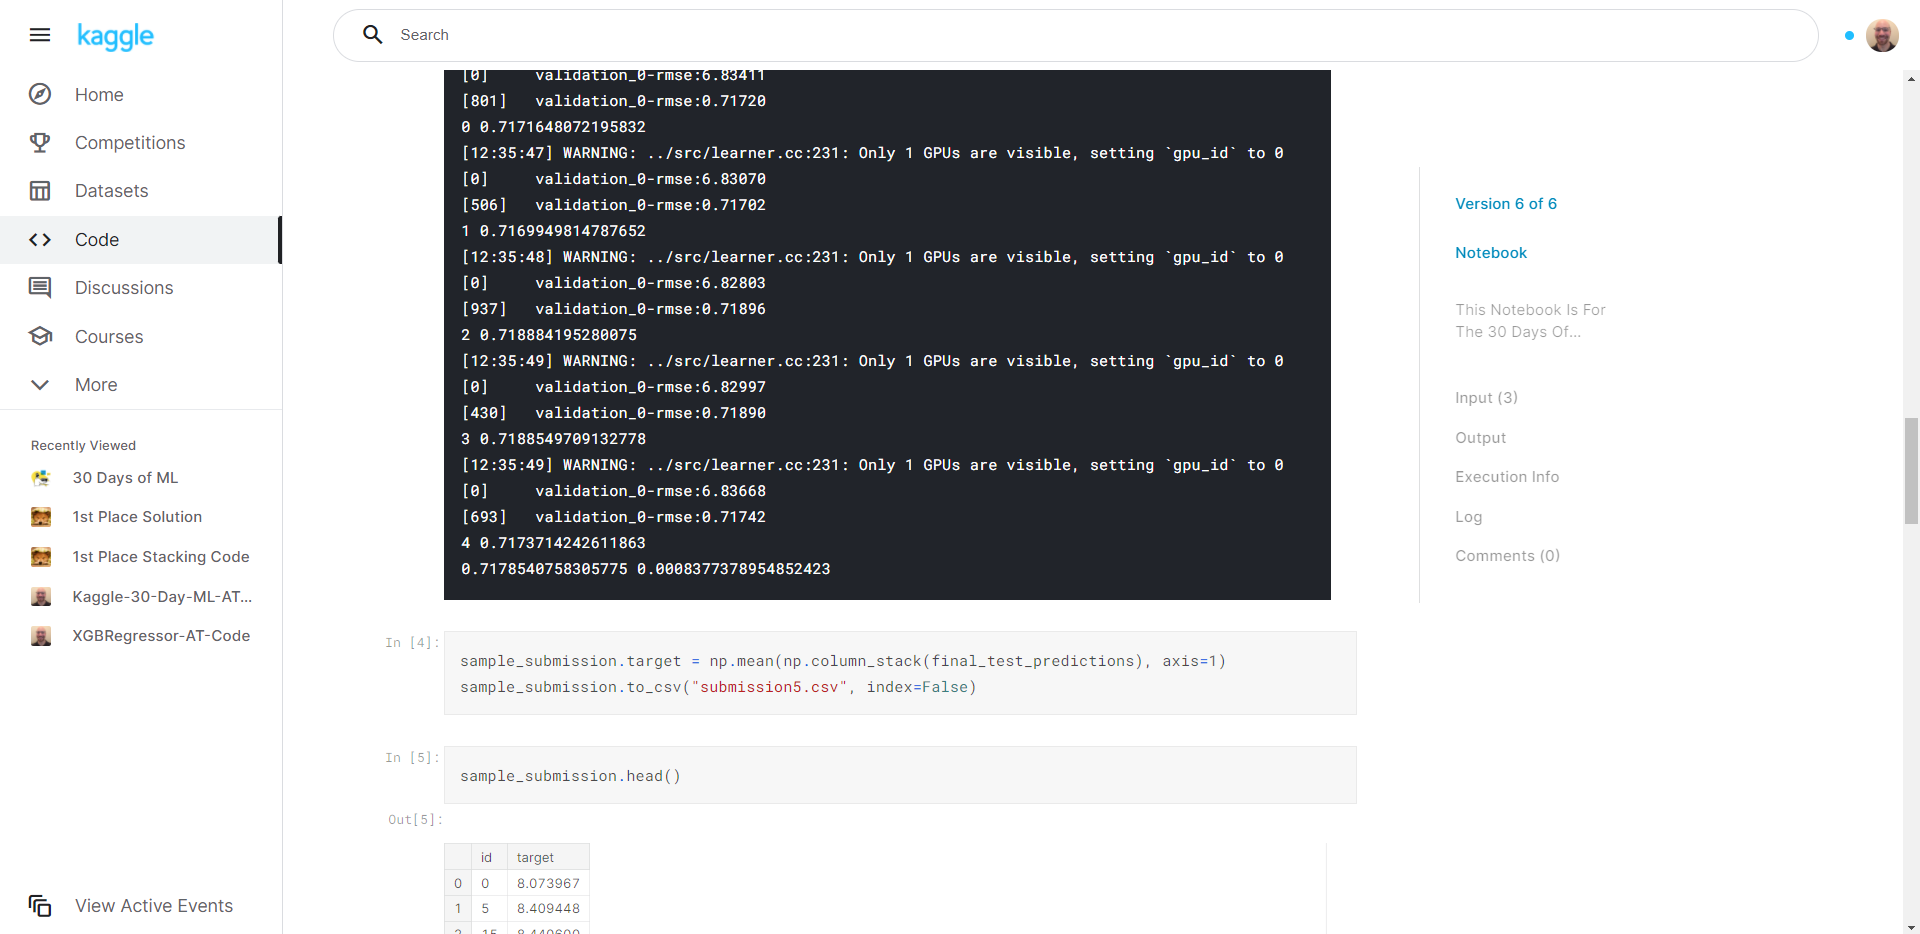 kaggle
Search
Home
Competitions
Datasets
Code
Discussions
Courses
More
Recently Viewed
30 Days of ML
1st Place Solution
1st Place Stacking Code
Kaggle-30-Day-ML-AT...
XGBRegressor-AT-Code
View Active Events
[0]     validation_0-rmse:6.83411
[801]   validation_0-rmse:0.71720
0 0.7171648072195832
[12:35:47] WARNING: ../src/learner.cc:231: Only 1 GPUs are visible, setting `gpu_id` to 0
[0]     validation_0-rmse:6.83070
[506]   validation_0-rmse:0.71702
1 0.7169949814787652
[12:35:48] WARNING: ../src/learner.cc:231: Only 1 GPUs are visible, setting `gpu_id` to 0
[0]     validation_0-rmse:6.82803
[937]   validation_0-rmse:0.71896
2 0.718884195280075
[12:35:49] WARNING: ../src/learner.cc:231: Only 1 GPUs are visible, setting `gpu_id` to 0
[0]     validation_0-rmse:6.82997
[430]   validation_0-rmse:0.71890
3 0.7188549709132778
[12:35:49] WARNING: ../src/learner.cc:231: Only 1 GPUs are visible, setting `gpu_id` to 0
[0]     validation_0-rmse:6.83668
[693]   validation_0-rmse:0.71742
4 0.7173714242611863
0.7178540758305775 0.0008377378954852423
In [4]:
sample_submission.target = np.mean(np.column_stack(final_test_predictions), axis=1)
sample_submission.to_csv("submission5.csv", index=False)
In [5]:
sample_submission.head()
Out[5]:
id target
0 0 8.073967
1 5 8.409448
2 15 8.440600
Version 6 of 6
Notebook
This Notebook Is For
The 30 Days Of...
Input (3)
Output
Execution Info
Log
Comments (0)